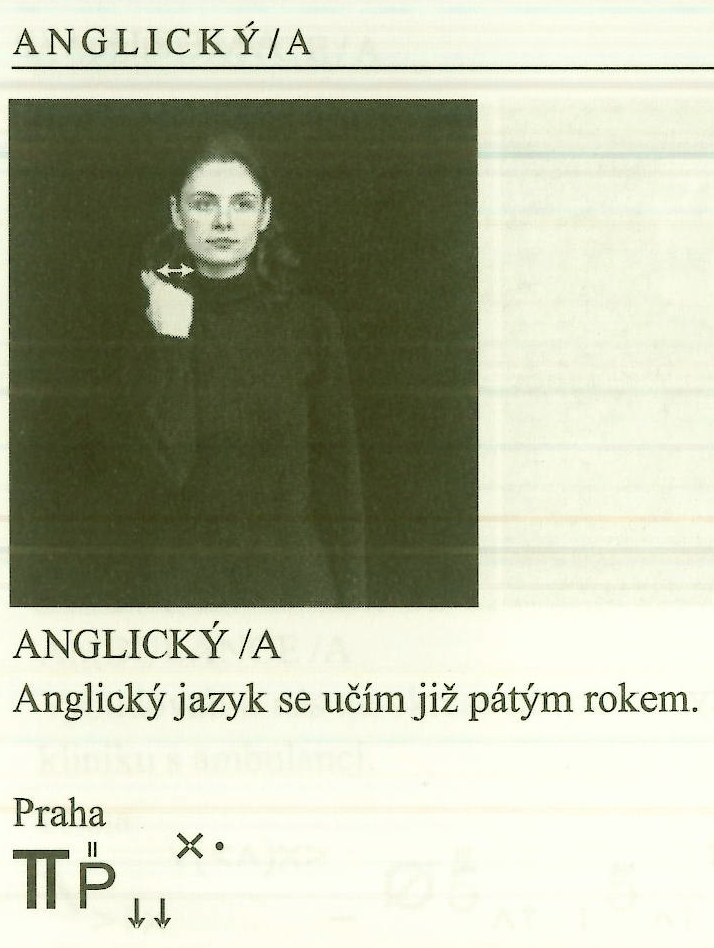 ANGLICKÝ/A
ANGLICKÝ /A
Anglický jazyk se učím již pátým rokem.
Praha